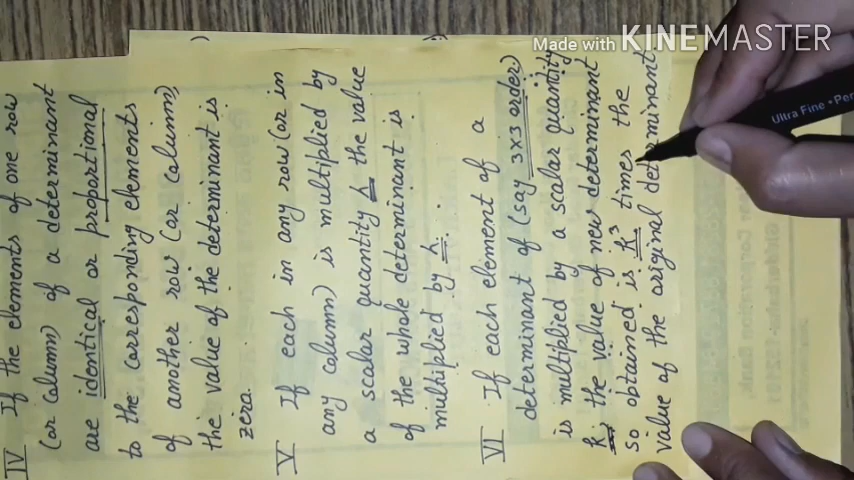 IV If the elements of one row
(or column) of a determinant
are identical or proportional
to the corresponding elements
of another row (or column),
the value of the determinant is
zero.
V If each in any row (or in
any column) is multiplied by
a scalar quantity λ the value
of the whole determinant is
multiplied by λ.
VI If each element of a
determinant of (say 3x3 order)
is multiplied by a scalar quantity
k, the value of new determinant
so obtained is k³ times the
value of the original determinant.
Made with KINEMASTER
Ultra Fine • Per